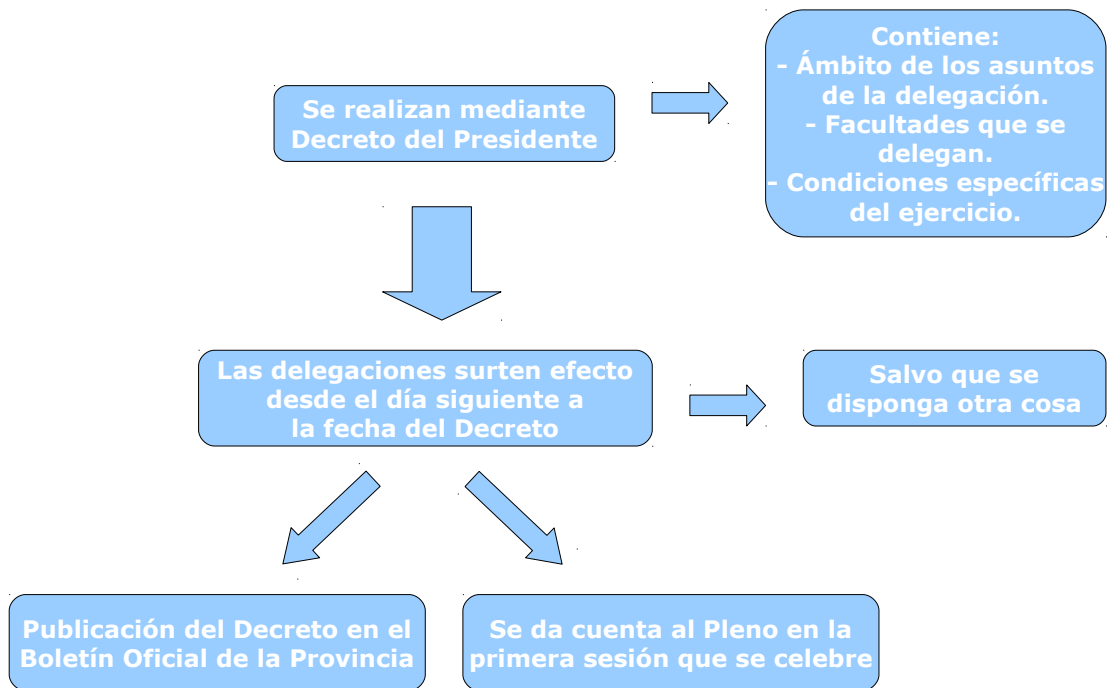 Se realizan mediante
Decreto del Presidente
Contiene:
- Ámbito de los asuntos
de la delegación.
- Facultades que se
delegan.
- Condiciones específicas
del ejercicio.
Las delegaciones surten efecto
desde el día siguiente a
la fecha del Decreto
Salvo que se
disponga otra cosa
Publicación del Decreto en el
Boletín Oficial de la Provincia
Se da cuenta al Pleno en la
primera sesión que se celebre